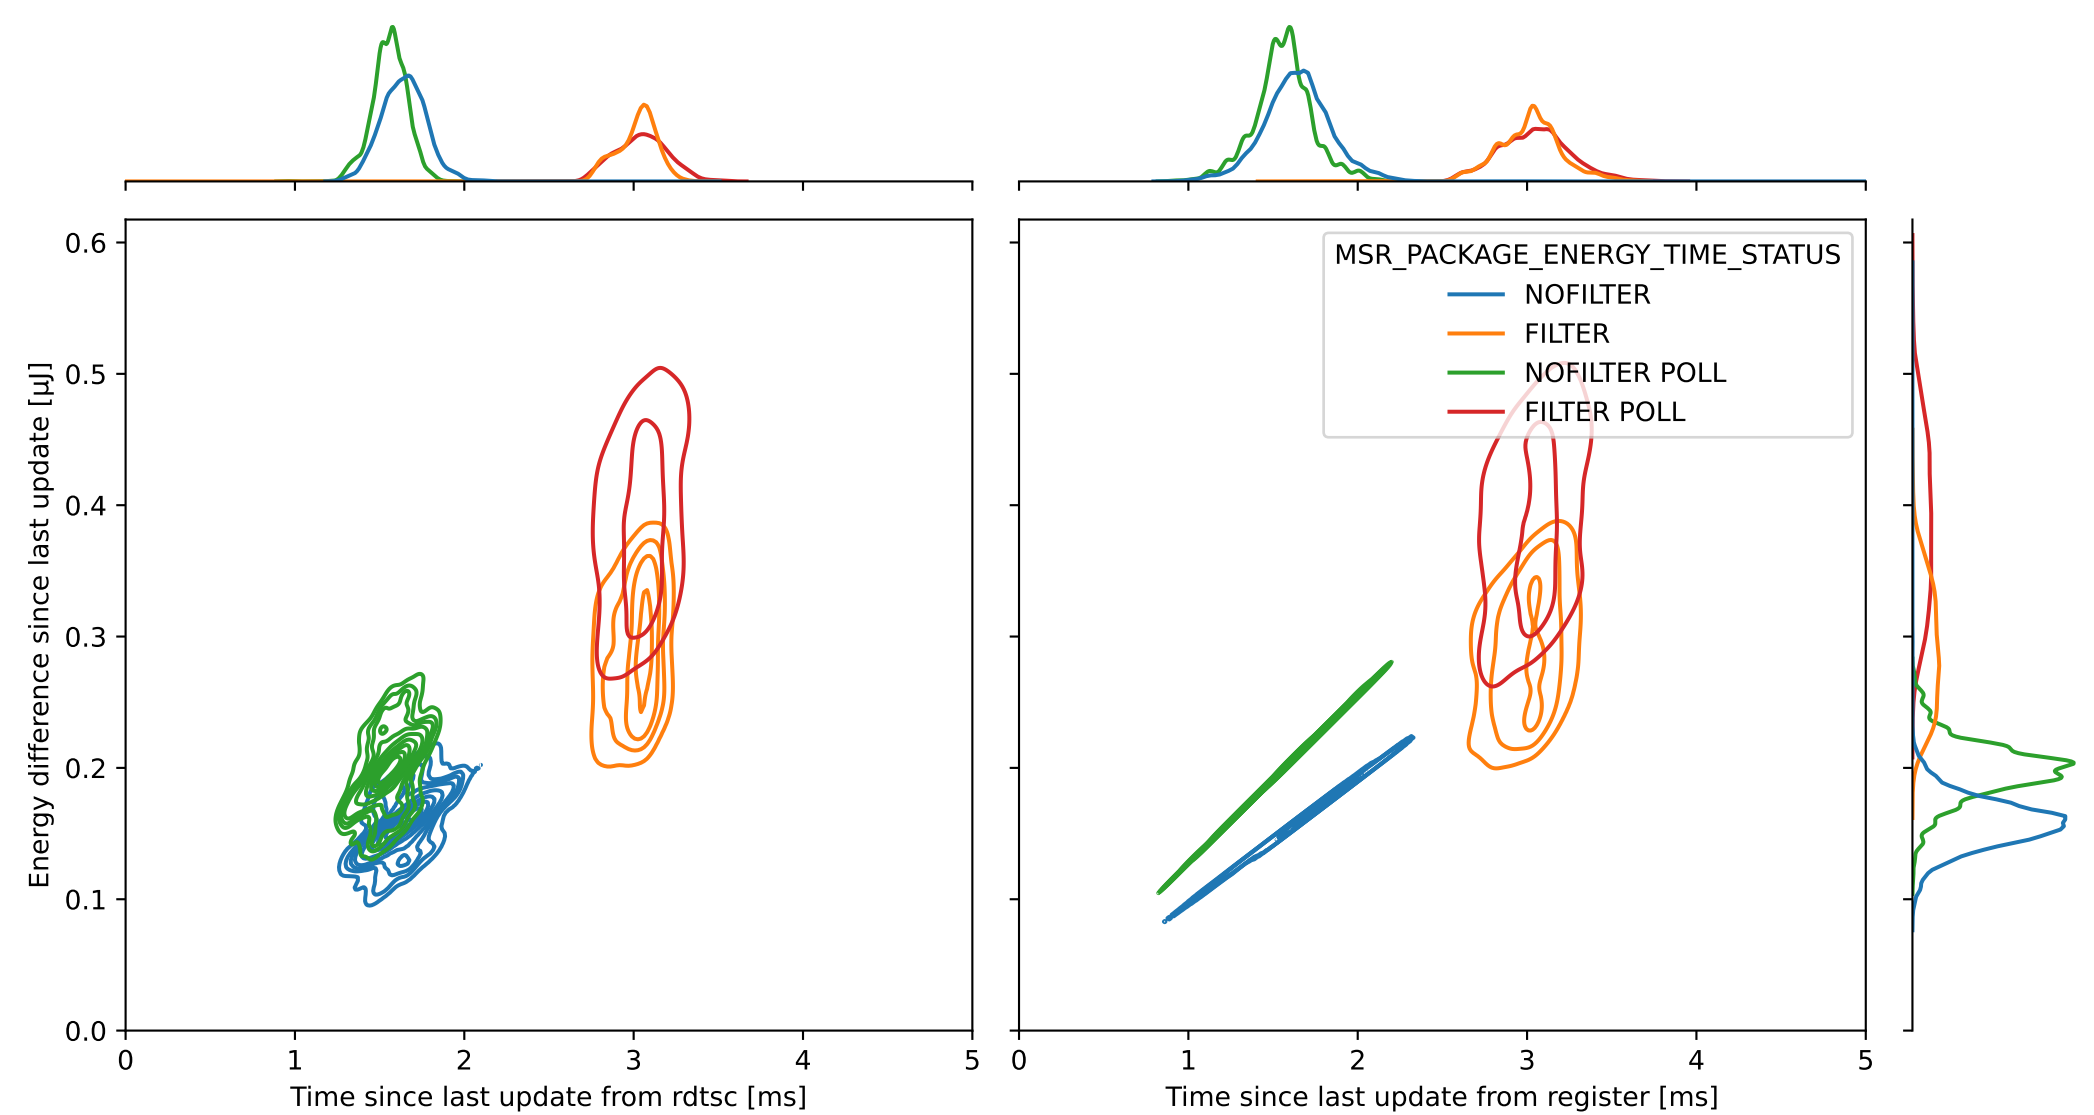 MSR_PACKAGE_ENERGY_TIME_STATUS
NOFILTER
FILTER
NOFILTER POLL
FILTER POLL
Energy difference since last update [µJ]
0.6
0.5
0.4
0.3
0.2
0.1
0.0
0 1 2 3 4 5
0 1 2 3 4 5
Time since last update from rdtsc [ms]
Time since last update from register [ms]